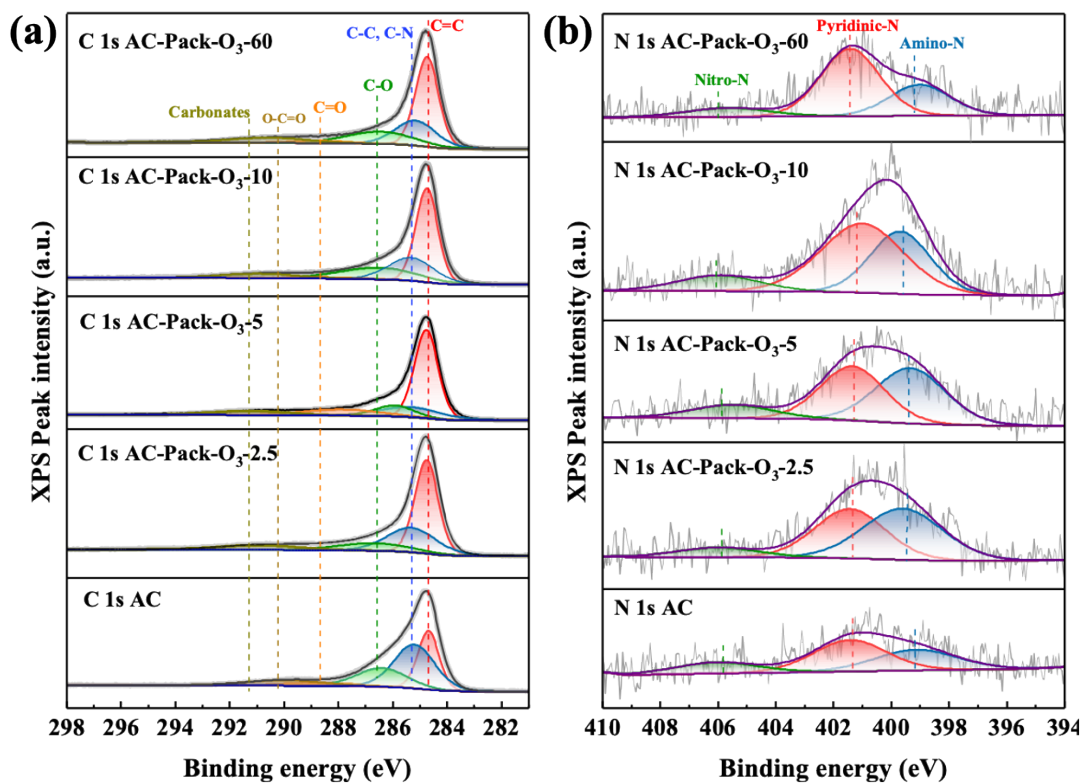 (a)
C 1s AC-Pack-O₃-60
C-C, C-N
C=C
C-O
C=O
Carbonates
O-C=O
C 1s AC-Pack-O₃-10
C 1s AC-Pack-O₃-5
C 1s AC-Pack-O₃-2.5
C 1s AC
XPS Peak intensity (a.u.)
298 296 294 292 290 288 286 284 282
Binding energy (eV)
(b)
N 1s AC-Pack-O₃-60
Pyridinic-N
Amino-N
Nitro-N
N 1s AC-Pack-O₃-10
N 1s AC-Pack-O₃-5
N 1s AC-Pack-O₃-2.5
N 1s AC
XPS Peak intensity (a.u.)
410 408 406 404 402 400 398 396 394
Binding energy (eV)